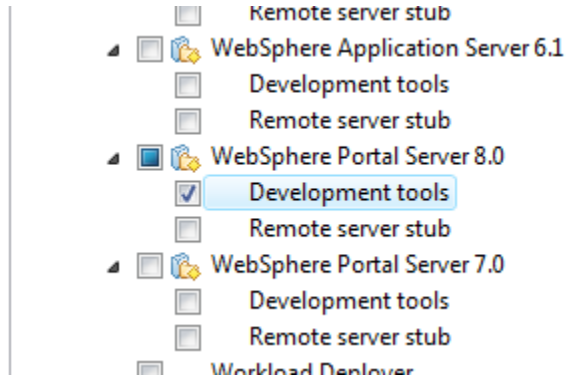 Remote server stub
WebSphere Application Server 6.1
Development tools
Remote server stub
WebSphere Portal Server 8.0
Development tools
Remote server stub
WebSphere Portal Server 7.0
Development tools
Remote server stub
Workload Deployer